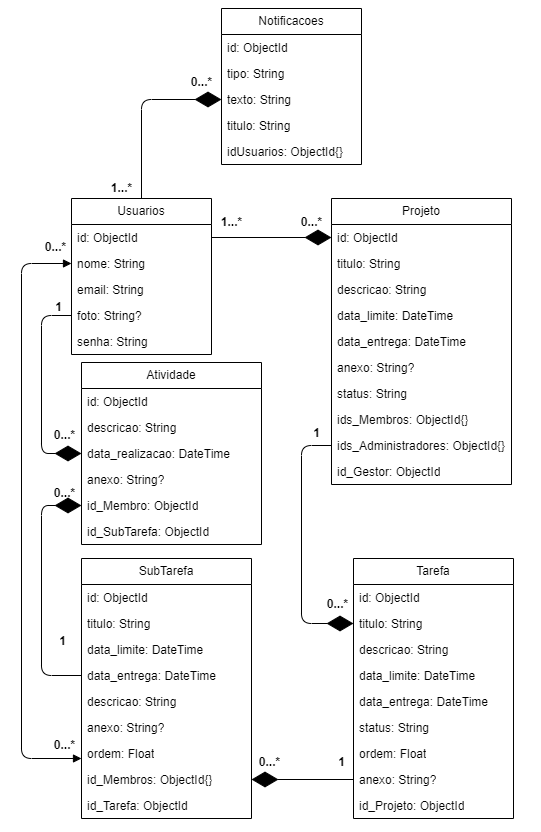 Notificacoes
id: ObjectId
tipo: String
texto: String
titulo: String
idUsuarios: ObjectId{}
0...*
1...*
Usuarios
id: ObjectId
nome: String
email: String
foto: String?
senha: String
0...*
1
1...*
0...*
Projeto
id: ObjectId
titulo: String
descricao: String
data_limite: DateTime
data_entrega: DateTime
anexo: String?
status: String
ids_Membros: ObjectId{}
ids_Administradores: ObjectId{}
id_Gestor: ObjectId
1
Atividade
id: ObjectId
descricao: String
data_realizacao: DateTime
anexo: String?
id_Membro: ObjectId
id_SubTarefa: ObjectId
0...*
0...*
SubTarefa
id: ObjectId
titulo: String
data_limite: DateTime
data_entrega: DateTime
descricao: String
anexo: String?
ordem: Float
id_Membros: ObjectId{}
id_Tarefa: ObjectId
1
0...*
0...*
1
0...*
Tarefa
id: ObjectId
titulo: String
descricao: String
data_limite: DateTime
data_entrega: DateTime
status: String
ordem: Float
anexo: String?
id_Projeto: ObjectId